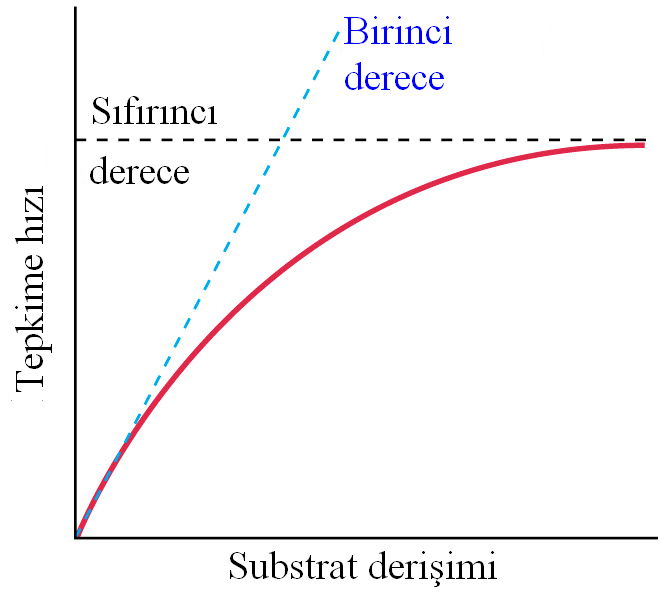 Birinci
derece
Sıfırıncı
derece
Tepkime hızı
Substrat derişimi